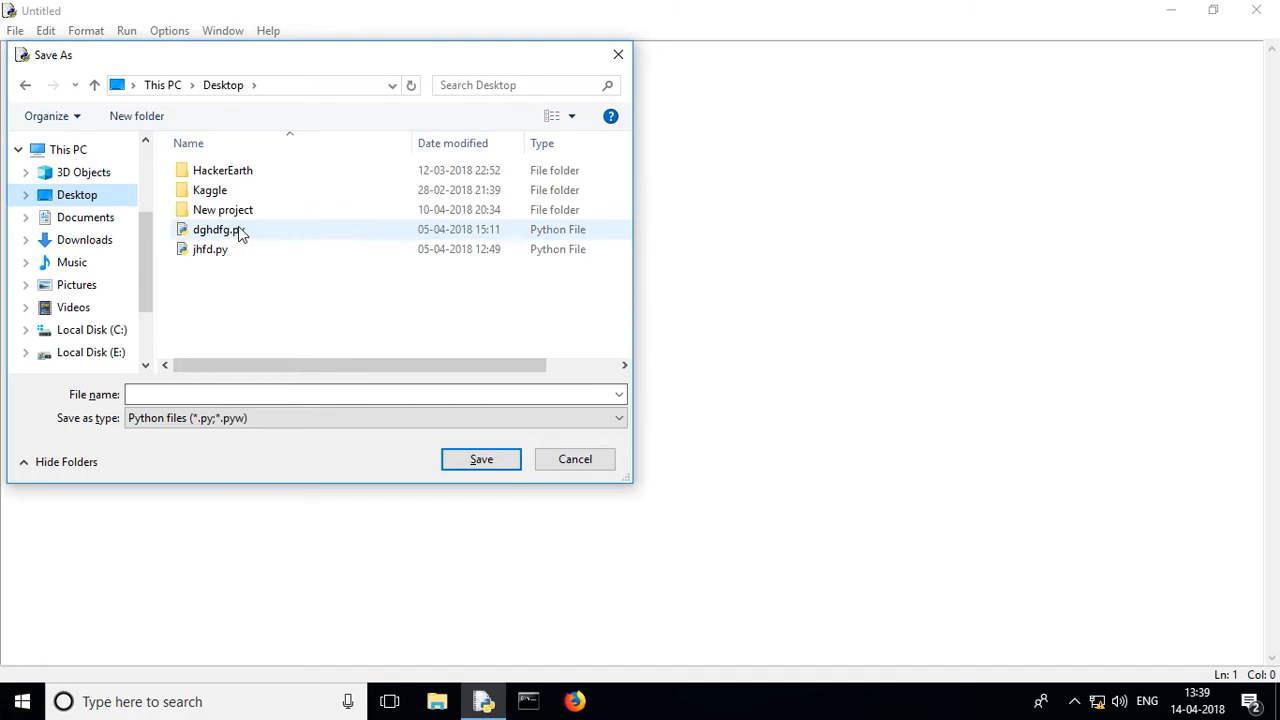 Untitled
File Edit Format Run Options Window Help
Save As
This PC Desktop Search Desktop
Organize New folder
Name Date modified Type
This PC
3D Objects
Desktop
Documents
Downloads
Music
Pictures
Videos
Local Disk (C:)
Local Disk (E:)
HackerEarth 12-03-2018 22:52 File folder
Kaggle 28-02-2018 21:39 File folder
New project 10-04-2018 20:34 File folder
dghdfg.py 05-04-2018 15:11 Python File
jhfd.py 05-04-2018 12:49 Python File
File name:
Save as type: Python files (*.py;*.pyw)
Hide Folders Save Cancel
Ln: 1 Col: 0
Type here to search
ENG
13:39
14-04-2018
2